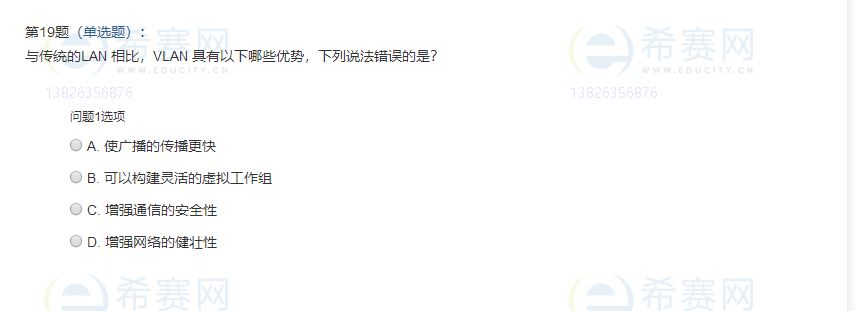 第19题（单选题）：
与传统的LAN 相比，VLAN 具有以下哪些优势，下列说法错误的是?
希赛网
WWW.EDUCITY.CN
13826356876
希赛网
WWW.EDUCITY.CN
13826356876
问题1选项
A. 使广播的传播更快
B. 可以构建灵活的虚拟工作组
C. 增强通信的安全性
D. 增强网络的健壮性
希赛网
希赛网